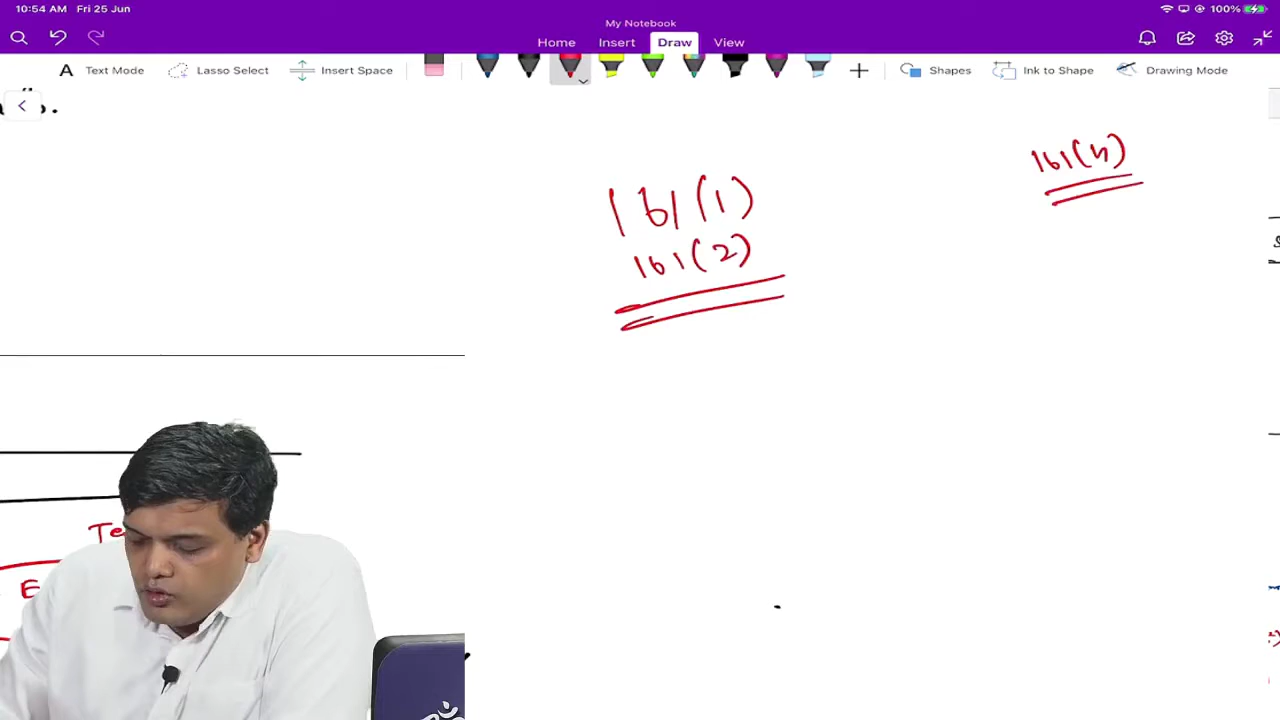 10:54 AM Fri 25 Jun
100%
My Notebook
Home Insert Draw View
A Text Mode Lasso Select Insert Space Shapes Ink to Shape Drawing Mode
161(4)
161(1)
161(2)
Te
E